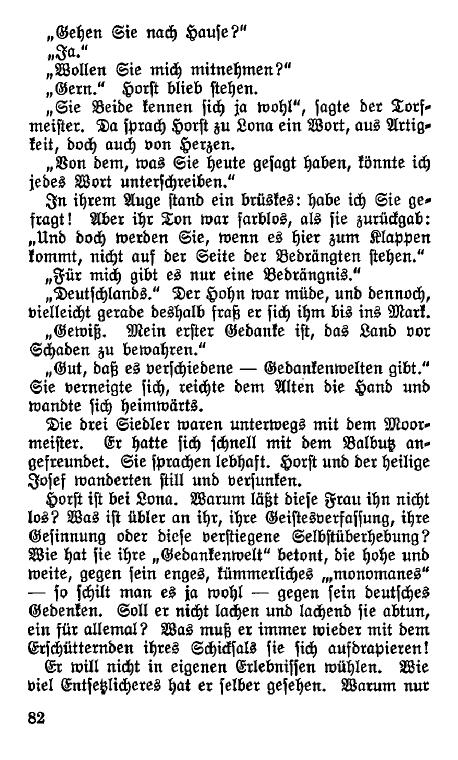 „Gehen Sie nach Hause?“
„Ja.“
„Wollen Sie mich mitnehmen?“
„Gern.“ Horst blieb stehen.
„Sie Beide kennen sich ja wohl“, sagte der Torf-
meister. Da sprach Horst zu Lona ein Wort, aus Artig-
keit, doch auch von Herzen.
„Von dem, was Sie heute gesagt haben, könnte ich
jedes Wort unterschreiben.“
In ihrem Auge stand ein brüskes: habe ich Sie ge-
fragt! Aber ihr Ton war farblos, als sie zurückgab:
„Und doch werden Sie, wenn es hier zum Klappen
kommt, nicht auf der Seite der Bedrängten stehen.“
„Für mich gibt es nur eine Bedrängnis.“
„Deutschlands.“ Der Hohn war müde, und dennoch,
vielleicht gerade deshalb fraß er sich ihm bis ins Mark.
„Gewiß. Mein erster Gedanke ist, das Land vor
Schaden zu bewahren.“
„Gut, daß es verschiedene — Gedankenwelten gibt.“
Sie verneigte sich, reichte dem Alten die Hand und
wandte sich heimwärts.
Die drei Siedler waren unterwegs mit dem Moor-
meister. Er hatte sich schnell mit dem Balbutz an-
gefreundet. Sie sprachen lebhaft. Horst und der heilige
Josef wanderten still und versunken.
Horst ist bei Lona. Warum läßt diese Frau ihn nicht
los? Was ist übler an ihr, ihre Geistesverfassung, ihre
Gesinnung oder diese verstiegene Selbstüberhebung?
Wie hat sie ihre „Gedankenwelt“ betont, die hohe und
weite, gegen sein enges, kümmerliches „„monomanes“
— so schilt man es ja wohl — gegen sein deutsches
Gedenken. Soll er nicht lachen und lachend sie abtun,
ein für allemal? Was muß er immer wieder mit dem
Erschütternden ihres Schicksals sie sich aufdrapieren!
Er will nicht in eigenen Erlebnissen wühlen. Wie
viel Entsetzlicheres hat er selber gesehen. Warum nur
82